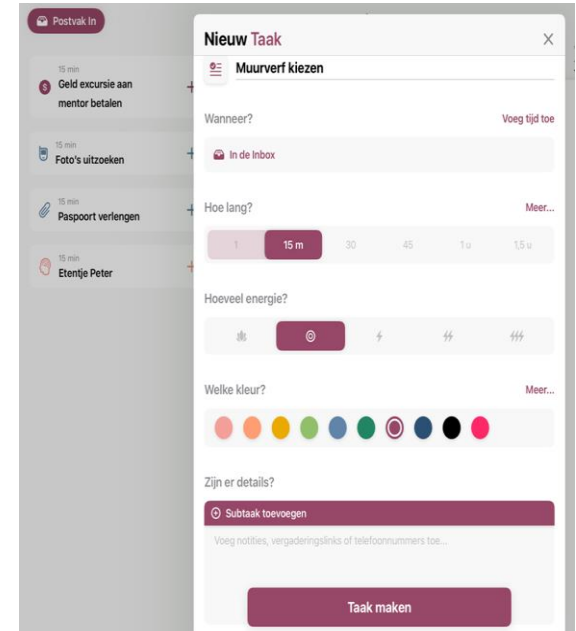 Postvak In
15 min
Geld excursie aan
mentor betalen
15 min
Foto's uitzoeken
15 min
Paspoort verlengen
15 min
Etentje Peter
Nieuw Taak
Muurverf kiezen
Wanneer?
Voeg tijd toe
In de Inbox
Hoe lang?
Meer...
1
15 m
30
45
1 u
1,5 u
Hoeveel energie?
Welke kleur?
Meer...
Zijn er details?
Subtaak toevoegen
Voeg notities, vergaderingslinks of telefoonnummers toe...
Taak maken